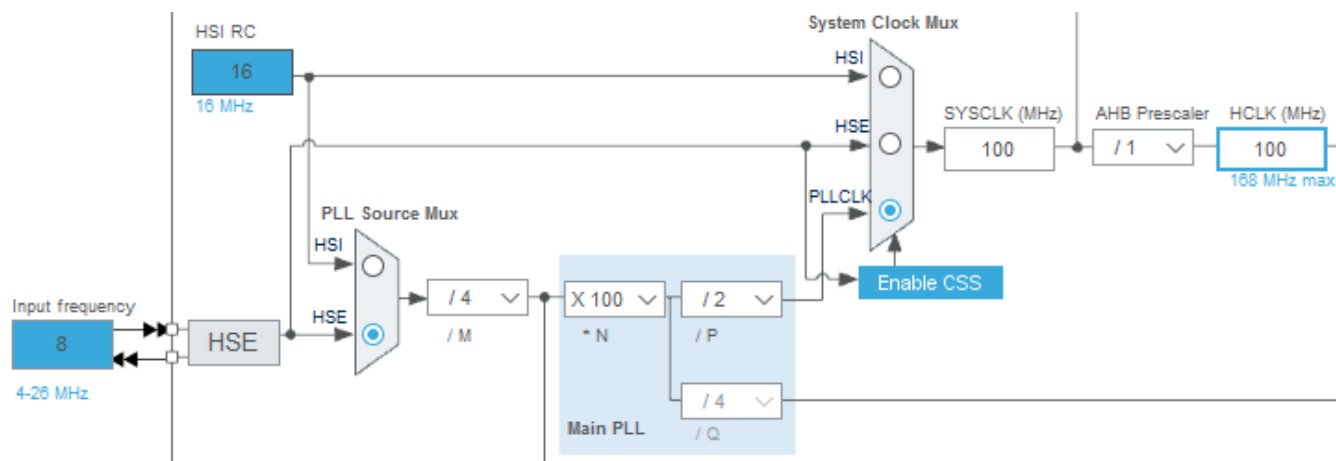 System Clock Mux
HSI RC
16
16 MHz
HSI
HSE
PLLCLK
SYSCLK (MHz)
100
AHB Prescaler
/ 1
HCLK (MHz)
100
168 MHz max
PLL Source Mux
HSI
HSE
Input frequency
8
4-26 MHz
HSE
/ 4
/ M
X 100
* N
/ 2
/ P
/ 4
/ Q
Main PLL
Enable CSS